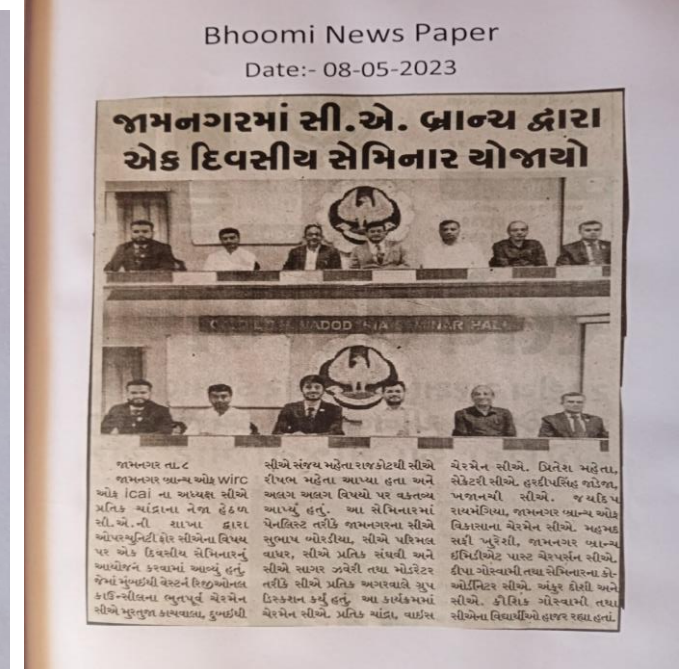 Bhoomi News Paper
Date:- 08-05-2023
જામનગરમાં સી.એ. બ્રાન્ચ દ્વારા
એક દિવસીય સેમિનાર યોજાયો
SEMINAR HALL
જામનગર તા.૮
જામનગર બ્રાન્ચ ઓફ wirc
ઓફ icai ના અધ્યક્ષ સીએ
પ્રતિક ચાંદ્રાના નેજા હેઠળ
સી.એ.ની શાખા દ્વારા
ઓપરચ્યુનિટી ફોર સીએના વિષય
પર એક દિવસીય સેમિનારનું
આયોજન કરવામાં આવ્યું હતું.
જેમાં મુંબઈથી વેસ્ટર્ન રિજીઓનલ
કાઉન્સીલના ભુતપૂર્વ ચેરમેન
સીએ મુરતુજા કાચવાલા, દુબઈથી
સીએ સંજય મહેતા રાજકોટથી સીએ
રીષભ મહેતા આવ્યા હતા અને
અલગ અલગ વિષયો પર વક્તવ્ય
આપ્યું હતું. આ સેમિનારમાં
પેનલિસ્ટ તરીકે જામનગરના સીએ
સુભાષ બોરડીયા, સીએ પરિમલ
વાધર, સીએ પ્રતિક સંઘવી અને
સીએ સાગર ઝવેરી તથા મોડરેટર
તરીકે સીએ પ્રતિક અગરવાલે ગ્રુપ
ડિસ્કશન કર્યું હતું. આ કાર્યક્રમમાં
ચેરમેન સીએ. પ્રતિક ચાંદ્રા, વાઇસ
ચેરમેન સીએ. પ્રિતેશ મહેતા,
સેક્રેટરી સીએ. હરદીપસિંહ જાડેજા,
ખજાનચી સીએ. જયદિપ
રાયમંગિયા, જામનગર બ્રાન્ચ ઓફ
વિકાસાના ચેરમેન સીએ. મહમદ
સફી ખુરેશી, જામનગર બ્રાન્ચ
ઈમિડીએટ પાસ્ટ ચેરપર્સન સીએ.
દીપા ગોસ્વામી તથા સેમિનારના કો-
ઓર્ડીનેટર સીએ. અંકુર દોશી અને
સીએ. કૌશિક ગોસ્વામી તથા
સીએના વિદ્યાર્થીઓ હાજર રહ્યા હતાં.